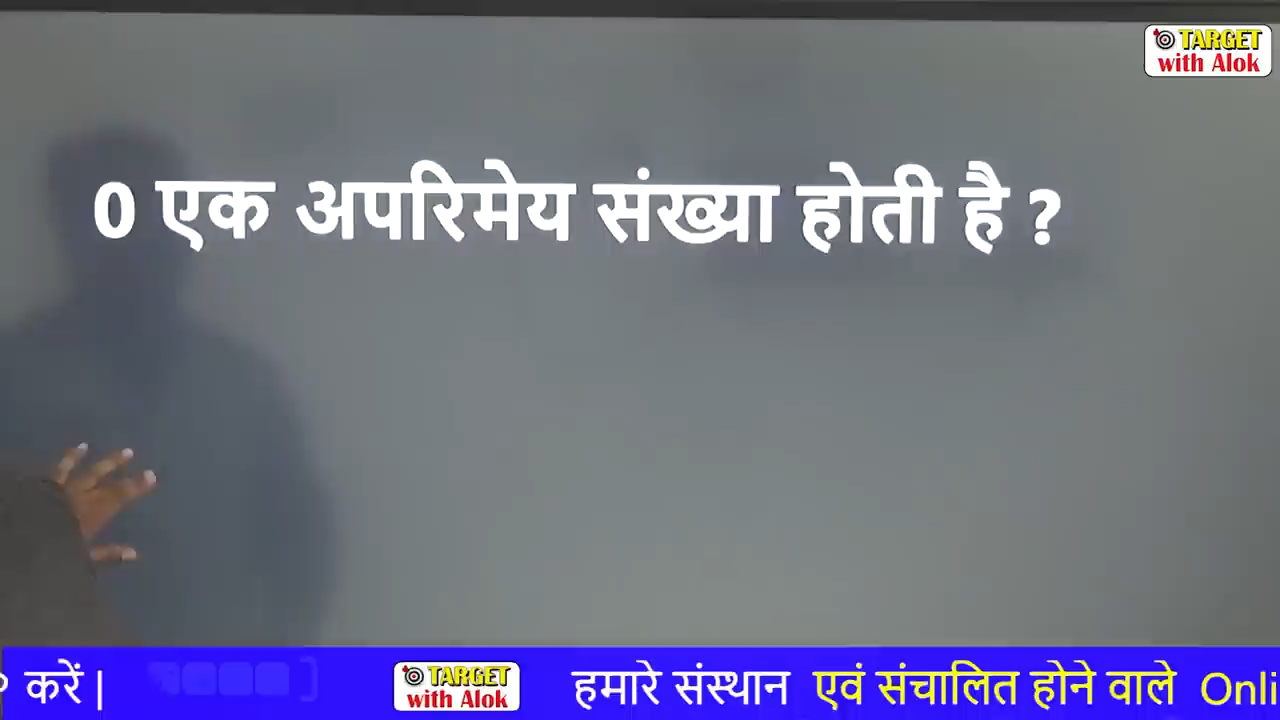 TARGET
with Alok
0 एक अपरिमेय संख्या होती है ?
करें |
TARGET
with Alok
हमारे संस्थान एवं संचालित होने वाले Onli